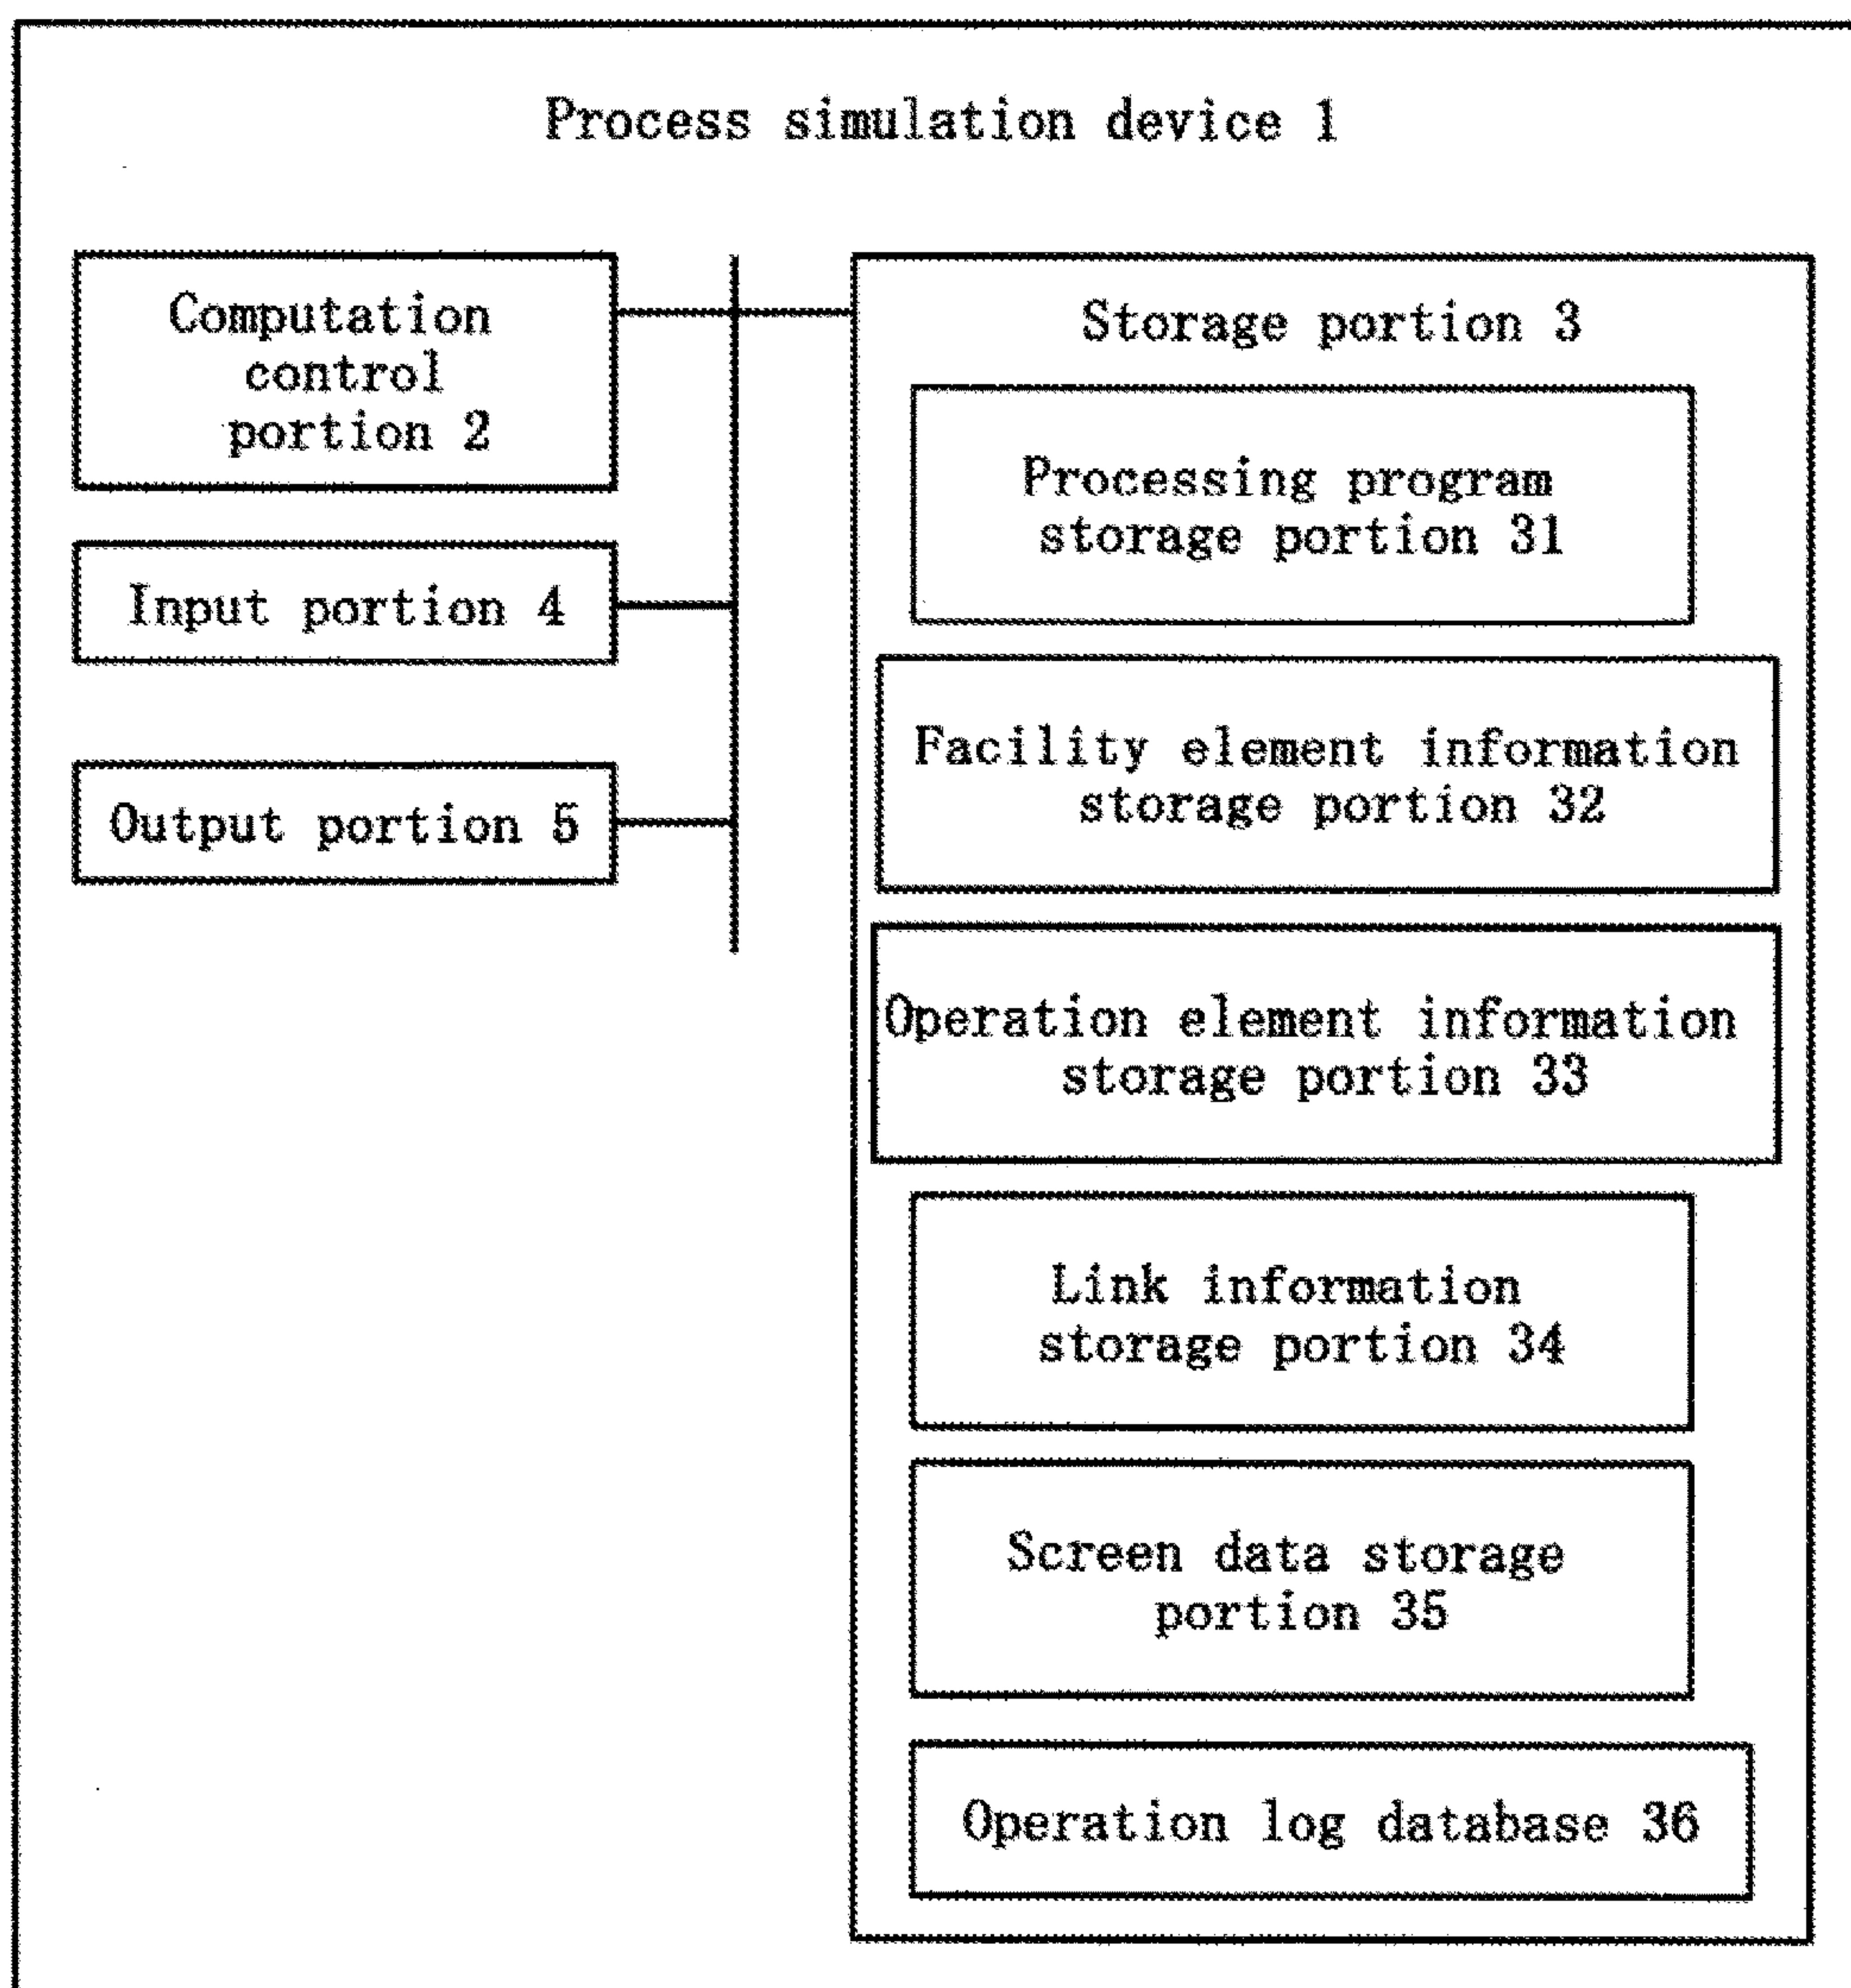 Process simulation device 1
Computation
control
portion 2
Input portion 4
Output portion 5
Storage portion 3
Processing program
storage portion 31
Facility element information
storage portion 32
Operation element information
storage portion 33
Link information
storage portion 34
Screen data storage
portion 35
Operation log database 36